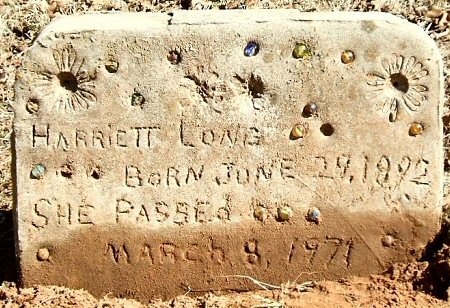 HARRIETT LONG
BORN JUNE 29, 1892
SHE PASSED
MARCH 8, 1971